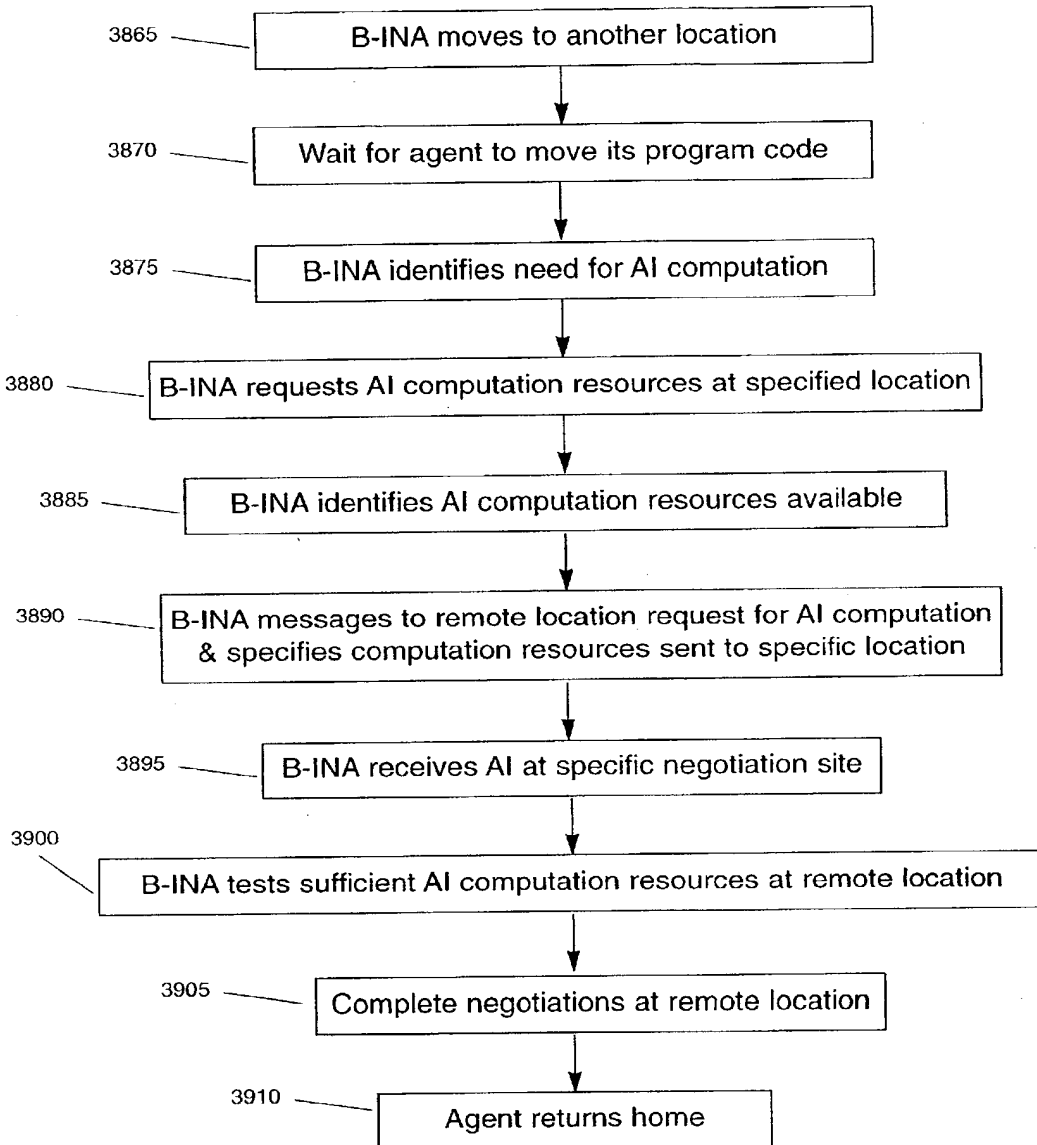 3865
B-INA moves to another location
3870
Wait for agent to move its program code
3875
B-INA identifies need for AI computation
3880
B-INA requests AI computation resources at specified location
3885
B-INA identifies AI computation resources available
3890
B-INA messages to remote location request for AI computation
& specifies computation resources sent to specific location
3895
B-INA receives AI at specific negotiation site
3900
B-INA tests sufficient AI computation resources at remote location
3905
Complete negotiations at remote location
3910
Agent returns home